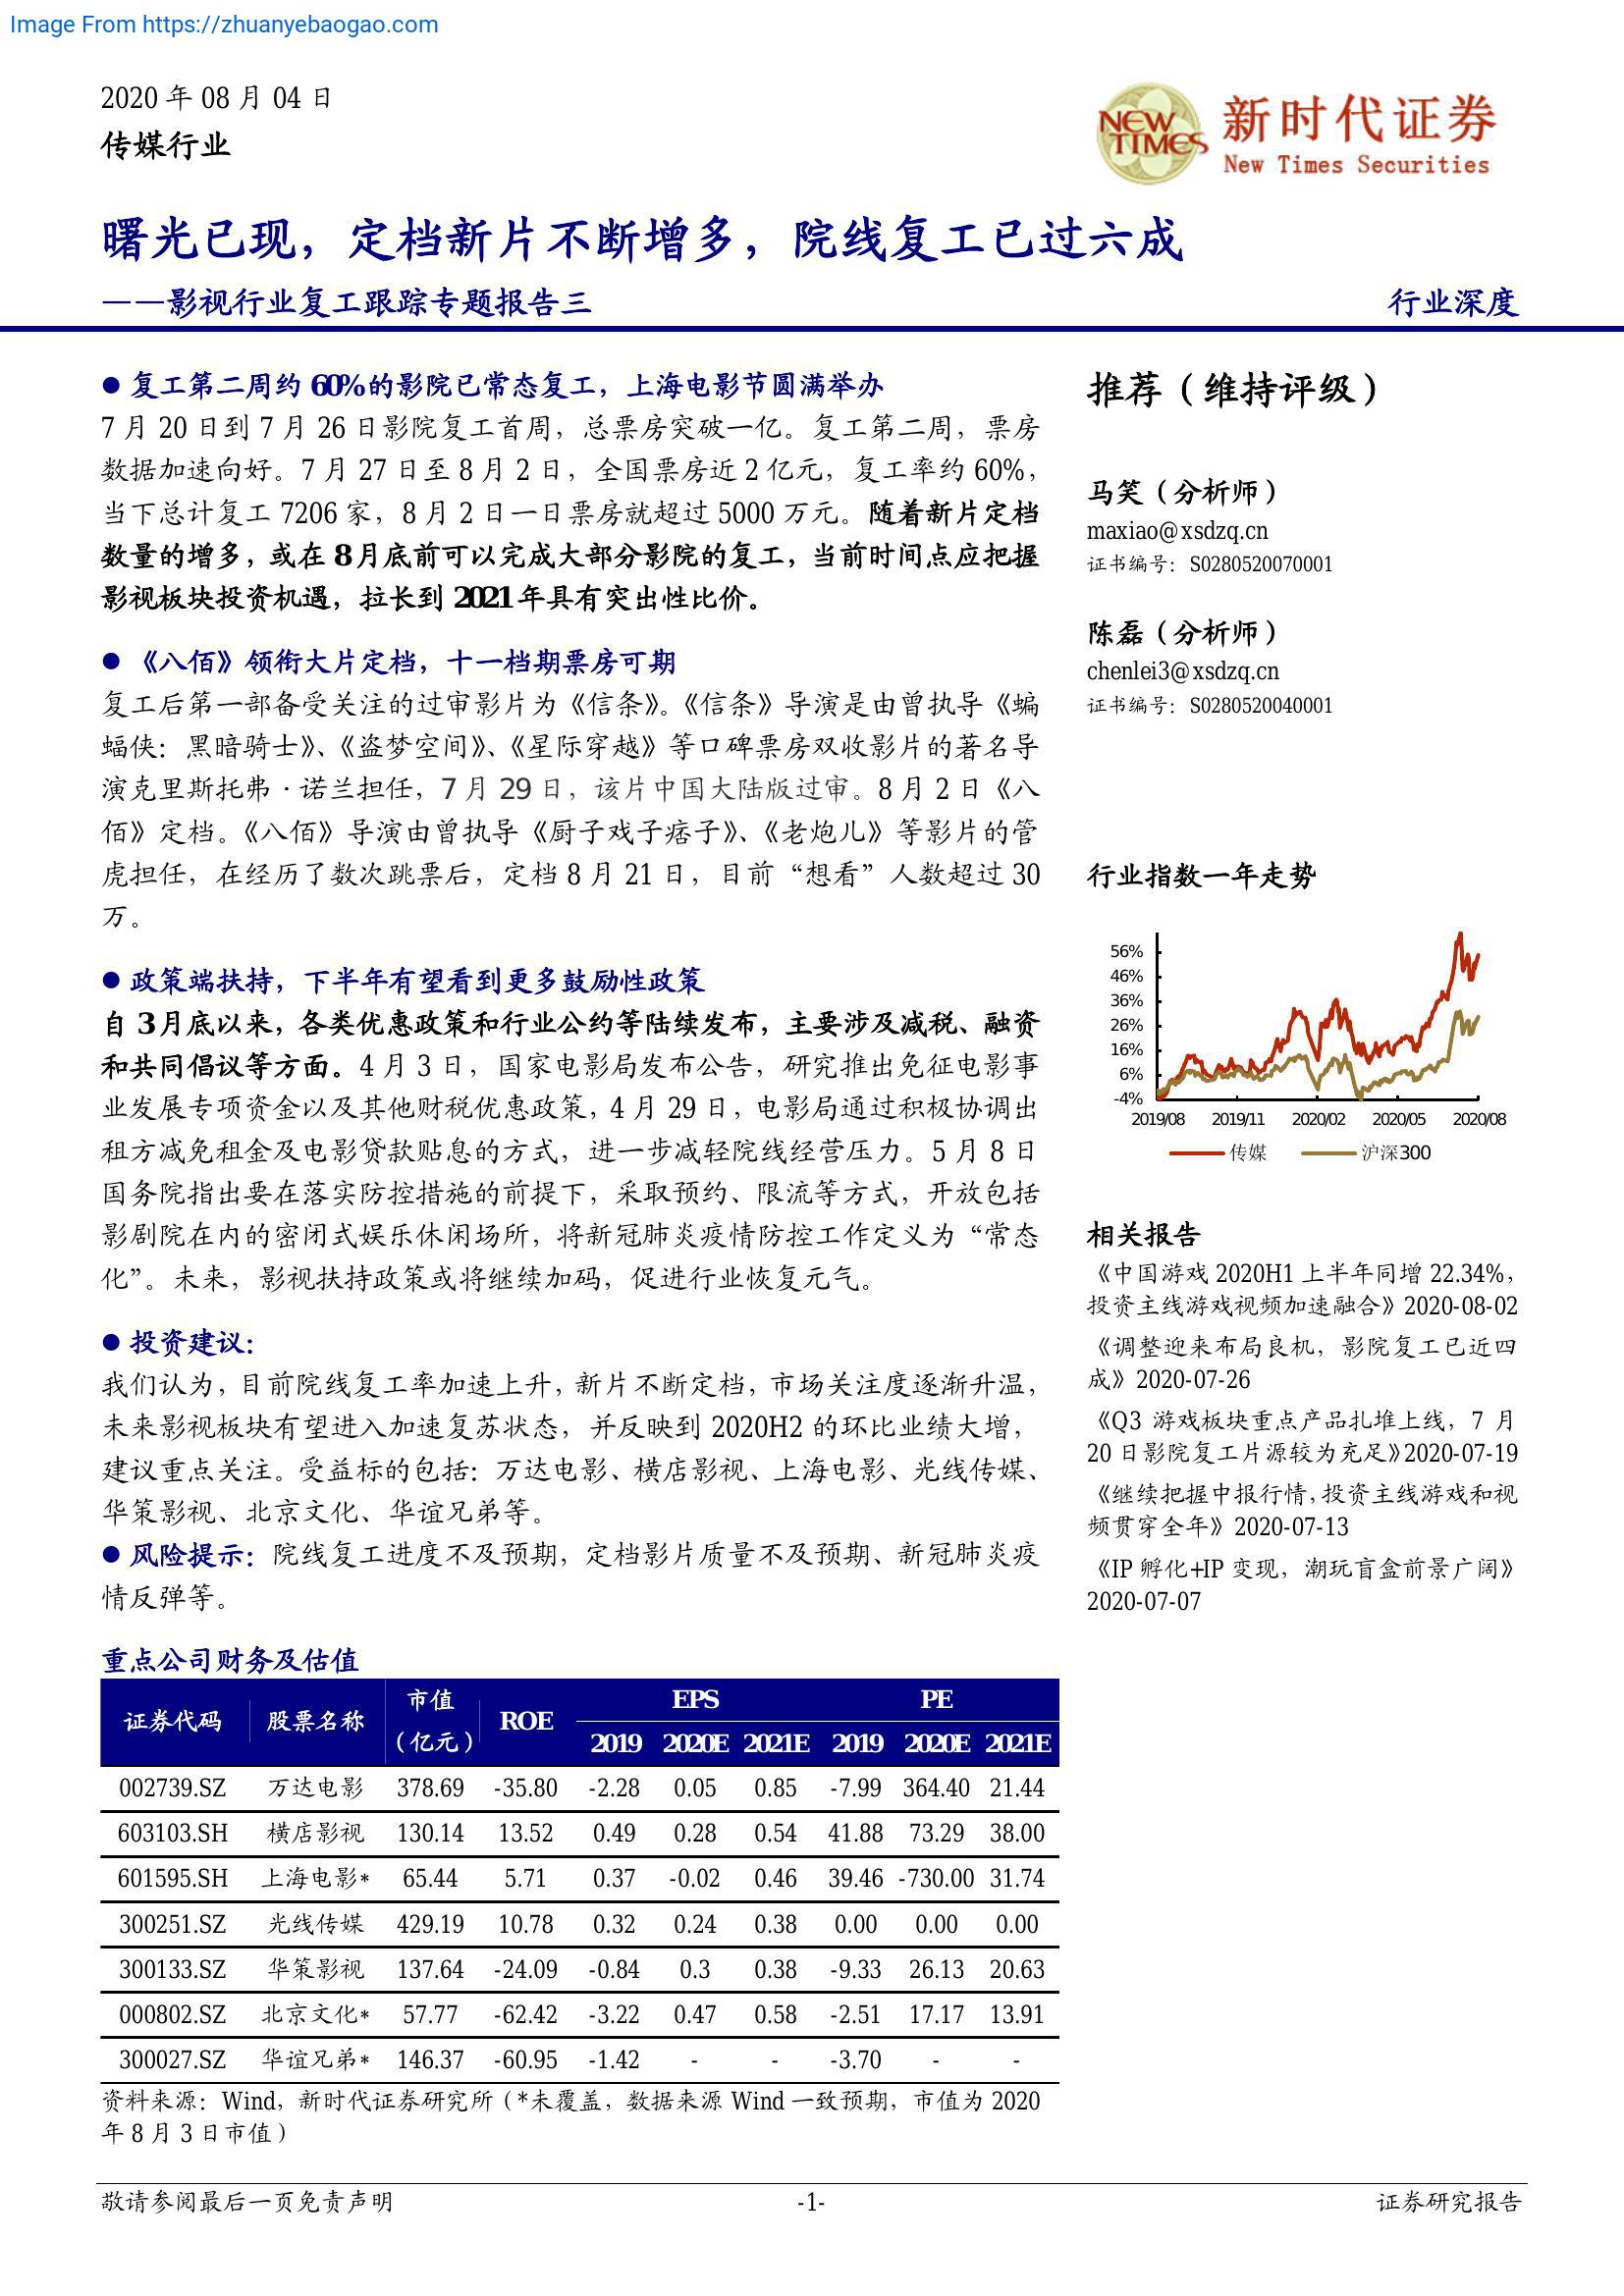 Image From https://zhuanyebaogao.com
2020 年 08 月 04 日
传媒行业
NEW TIMES
新时代证券
New Times Securities
曙光已现，定档新片不断增多，院线复工已过六成
——影视行业复工跟踪专题报告三
行业深度
● 复工第二周约 60%的影院已常态复工，上海电影节圆满举办
7 月 20 日到 7 月 26 日影院复工首周，总票房突破一亿。复工第二周，票房
数据加速向好。7 月 27 日至 8 月 2 日，全国票房近 2 亿元，复工率约 60%，
当下总计复工 7206 家，8 月 2 日一日票房就超过 5000 万元。随着新片定档
数量的增多，或在 8 月底前可以完成大部分影院的复工，当前时间点应把握
影视板块投资机遇，拉长到 2021 年具有突出性比价。
● 《八佰》领衔大片定档，十一档期票房可期
复工后第一部备受关注的过审影片为《信条》。《信条》导演是由曾执导《蝙
蝠侠：黑暗骑士》、《盗梦空间》、《星际穿越》等口碑票房双收影片的著名导
演克里斯托弗·诺兰担任，7 月 29 日，该片中国大陆版过审。8 月 2 日《八
佰》定档。《八佰》导演由曾执导《厨子戏子痞子》、《老炮儿》等影片的管
虎担任，在经历了数次跳票后，定档 8 月 21 日，目前“想看”人数超过 30
万。
● 政策端扶持，下半年有望看到更多鼓励性政策
自 3 月底以来，各类优惠政策和行业公约等陆续发布，主要涉及减税、融资
和共同倡议等方面。4 月 3 日，国家电影局发布公告，研究推出免征电影事
业发展专项资金以及其他财税优惠政策，4 月 29 日，电影局通过积极协调出
租方减免租金及电影贷款贴息的方式，进一步减轻院线经营压力。5 月 8 日
国务院指出要在落实防控措施的前提下，采取预约、限流等方式，开放包括
影剧院在内的密闭式娱乐休闲场所，将新冠肺炎疫情防控工作定义为“常态
化”。未来，影视扶持政策或将继续加码，促进行业恢复元气。
● 投资建议：
我们认为，目前院线复工率加速上升，新片不断定档，市场关注度逐渐升温，
未来影视板块有望进入加速复苏状态，并反映到 2020H2 的环比业绩大增，
建议重点关注。受益标的包括：万达电影、横店影视、上海电影、光线传媒、
华策影视、北京文化、华谊兄弟等。
● 风险提示：院线复工进度不及预期，定档影片质量不及预期、新冠肺炎疫
情反弹等。
重点公司财务及估值
证券代码 股票名称 市值（亿元） ROE EPS PE
2019 2020E 2021E 2019 2020E 2021E
002739.SZ 万达电影 378.69 -35.80 -2.28 0.05 0.85 -7.99 364.40 21.44
603103.SH 横店影视 130.14 13.52 0.49 0.28 0.54 41.88 73.29 38.00
601595.SH 上海电影* 65.44 5.71 0.37 -0.02 0.46 39.46 -730.00 31.74
300251.SZ 光线传媒 429.19 10.78 0.32 0.24 0.38 0.00 0.00 0.00
300133.SZ 华策影视 137.64 -24.09 -0.84 0.3 0.38 -9.33 26.13 20.63
000802.SZ 北京文化* 57.77 -62.42 -3.22 0.47 0.58 -2.51 17.17 13.91
300027.SZ 华谊兄弟* 146.37 -60.95 -1.42 - - -3.70 - -
资料来源：Wind，新时代证券研究所（*未覆盖，数据来源 Wind 一致预期，市值为 2020
年 8 月 3 日市值）
推荐（维持评级）
马笑（分析师）
maxiao@xsdzq.cn
证书编号：S0280520070001
陈磊（分析师）
chenlei3@xsdzq.cn
证书编号：S0280520040001
行业指数一年走势
56%
46%
36%
26%
16%
6%
-4%
2019/08 2019/11 2020/02 2020/05 2020/08
传媒 沪深300
相关报告
《中国游戏 2020H1 上半年同增 22.34%，
投资主线游戏视频加速融合》2020-08-02
《调整迎来布局良机，影院复工已近四
成》2020-07-26
《Q3 游戏板块重点产品扎堆上线，7 月
20 日影院复工片源较为充足》2020-07-19
《继续把握中报行情，投资主线游戏和视
频贯穿全年》2020-07-13
《IP 孵化+IP 变现，潮玩盲盒前景广阔》
2020-07-07
敬请参阅最后一页免责声明
-1-
证券研究报告